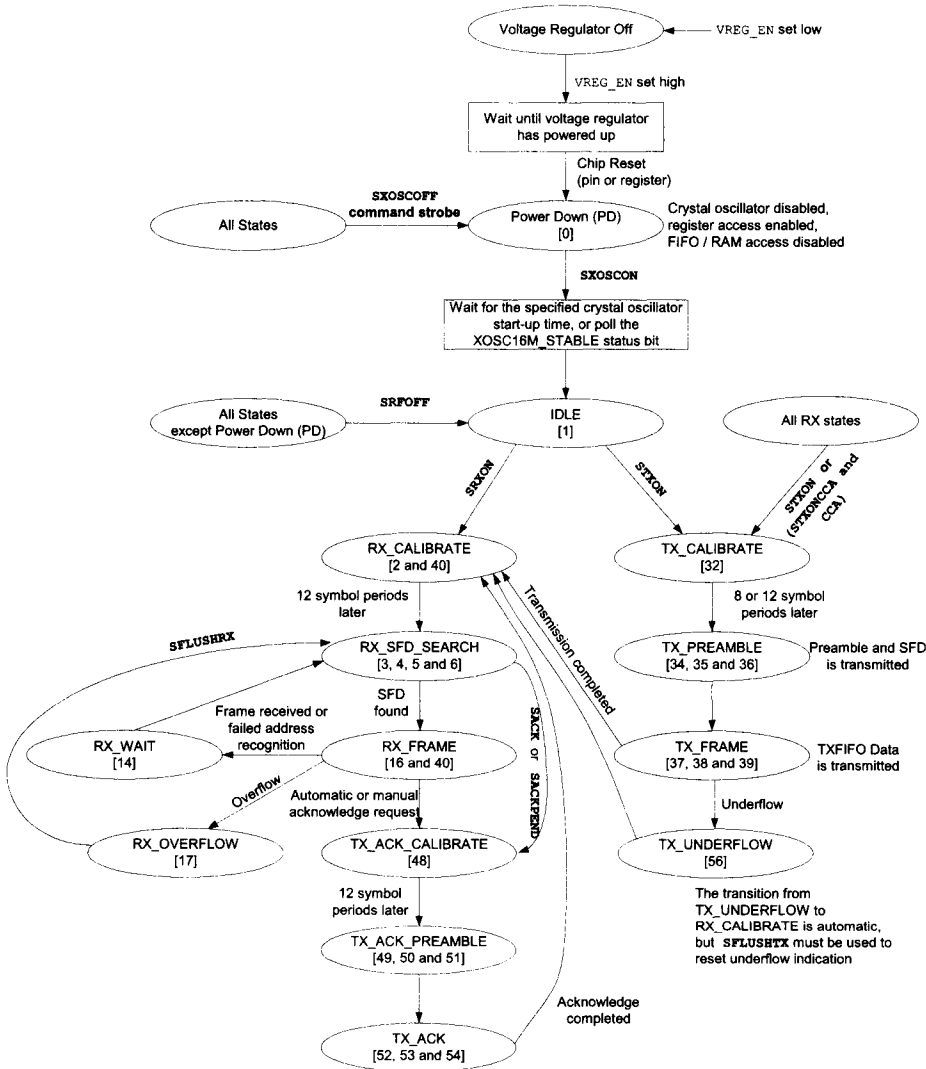 Voltage Regulator Off
VREG_EN set low
VREG_EN set high
Wait until voltage regulator
has powered up
Chip Reset
(pin or register)
All States
SXOSCOFF
command strobe
Power Down (PD)
[0]
Crystal oscillator disabled,
register access enabled,
FIFO / RAM access disabled
SXOSCON
Wait for the specified crystal oscillator
start-up time, or poll the
XOSC16M_STABLE status bit
All States
except Power Down (PD)
SRFOFF
IDLE
[1]
All RX states
SRXON
STXON
STXON or
(STXONCCA and
CCA)
RX_CALIBRATE
[2 and 40]
TX_CALIBRATE
[32]
12 symbol periods
later
8 or 12 symbol
periods later
Transmission completed
SFLUSHRX
RX_SFD_SEARCH
[3, 4, 5 and 6]
TX_PREAMBLE
[34, 35 and 36]
Preamble and SFD
is transmitted
SFD
found
Frame received or
failed address
recognition
SACK or SACKPEND
RX_WAIT
[14]
RX_FRAME
[16 and 40]
TX_FRAME
[37, 38 and 39]
TXFIFO Data
is transmitted
Overflow
Automatic or manual
acknowledge request
Underflow
RX_OVERFLOW
[17]
TX_ACK_CALIBRATE
[48]
TX_UNDERFLOW
[56]
12 symbol
periods later
The transition from
TX_UNDERFLOW to
RX_CALIBRATE is automatic,
but SFLUSHTX must be used to
reset underflow indication
TX_ACK_PREAMBLE
[49, 50 and 51]
Acknowledge
completed
TX_ACK
[52, 53 and 54]